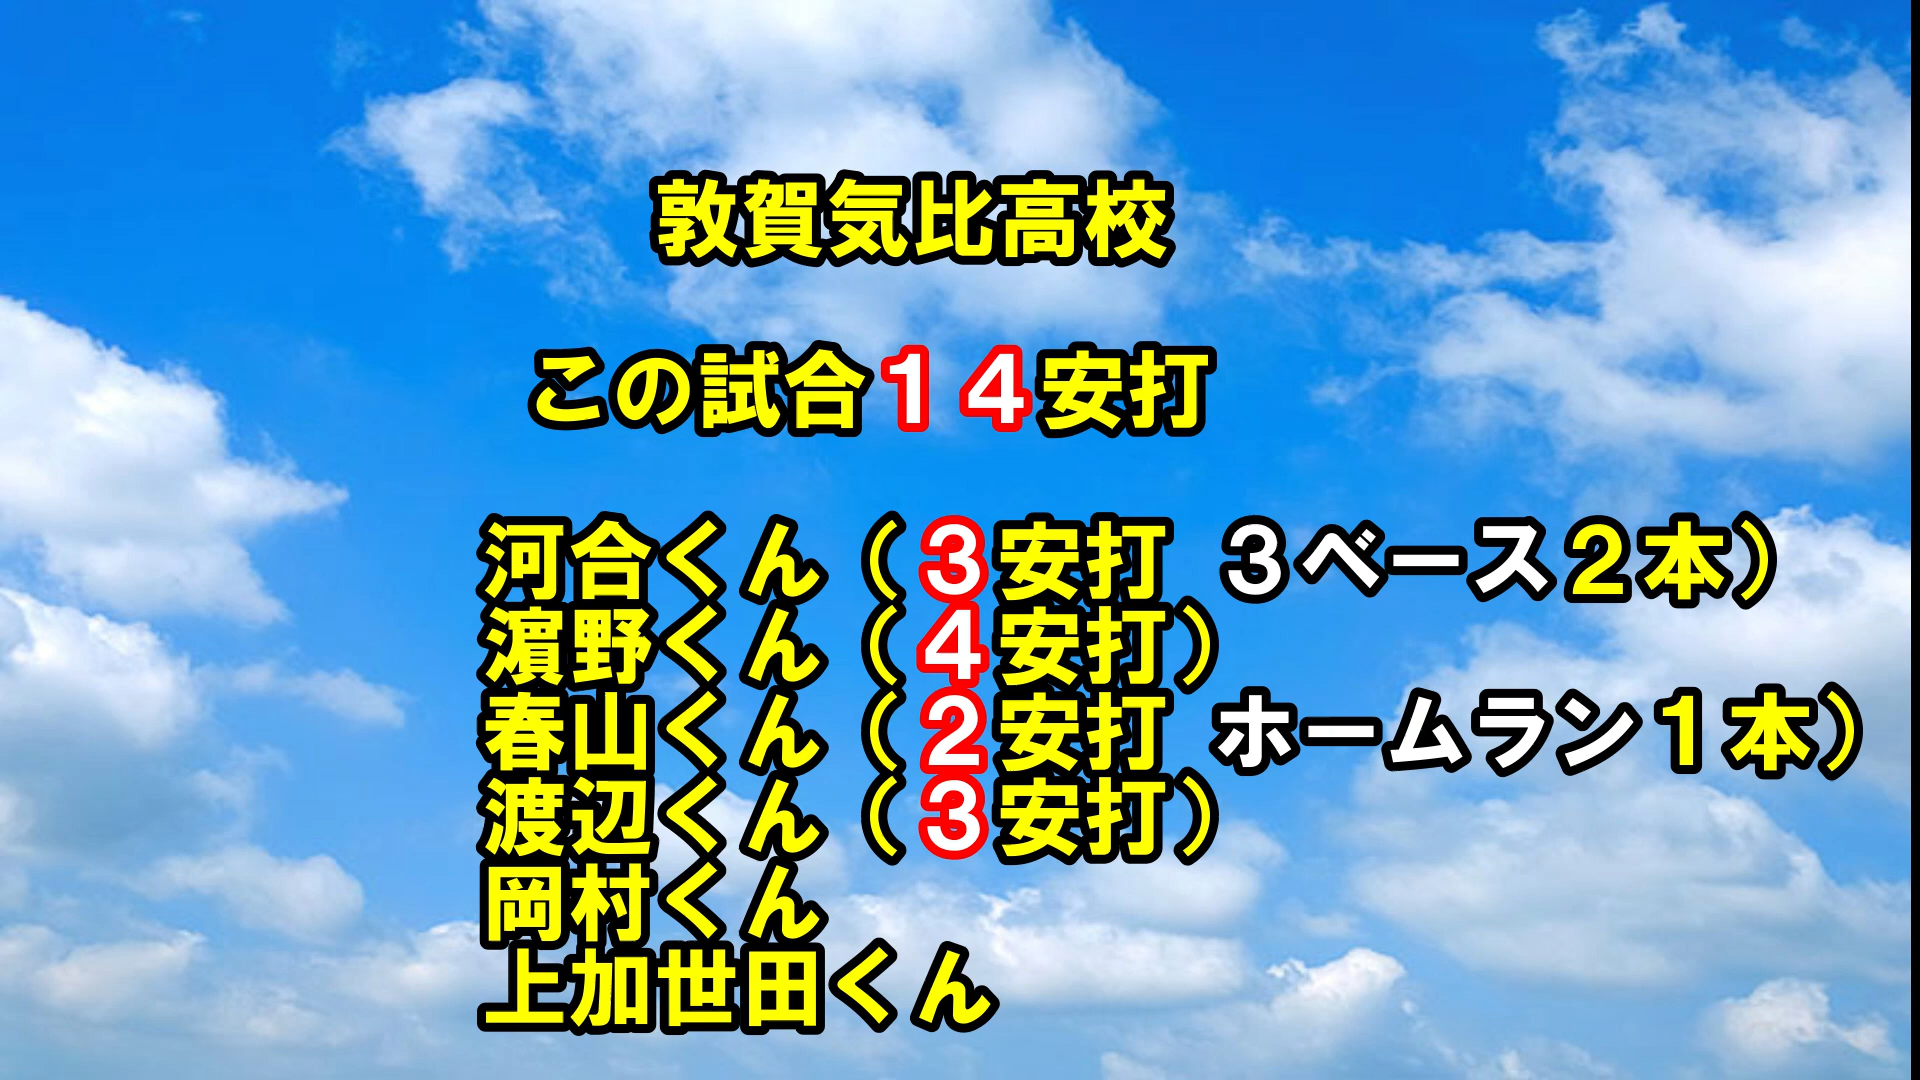 敦賀気比高校
この試合１４安打
河合くん（３安打　３ベース２本）
濵野くん（４安打）
春山くん（２安打　ホームラン１本）
渡辺くん（３安打）
岡村くん
上加世田くん